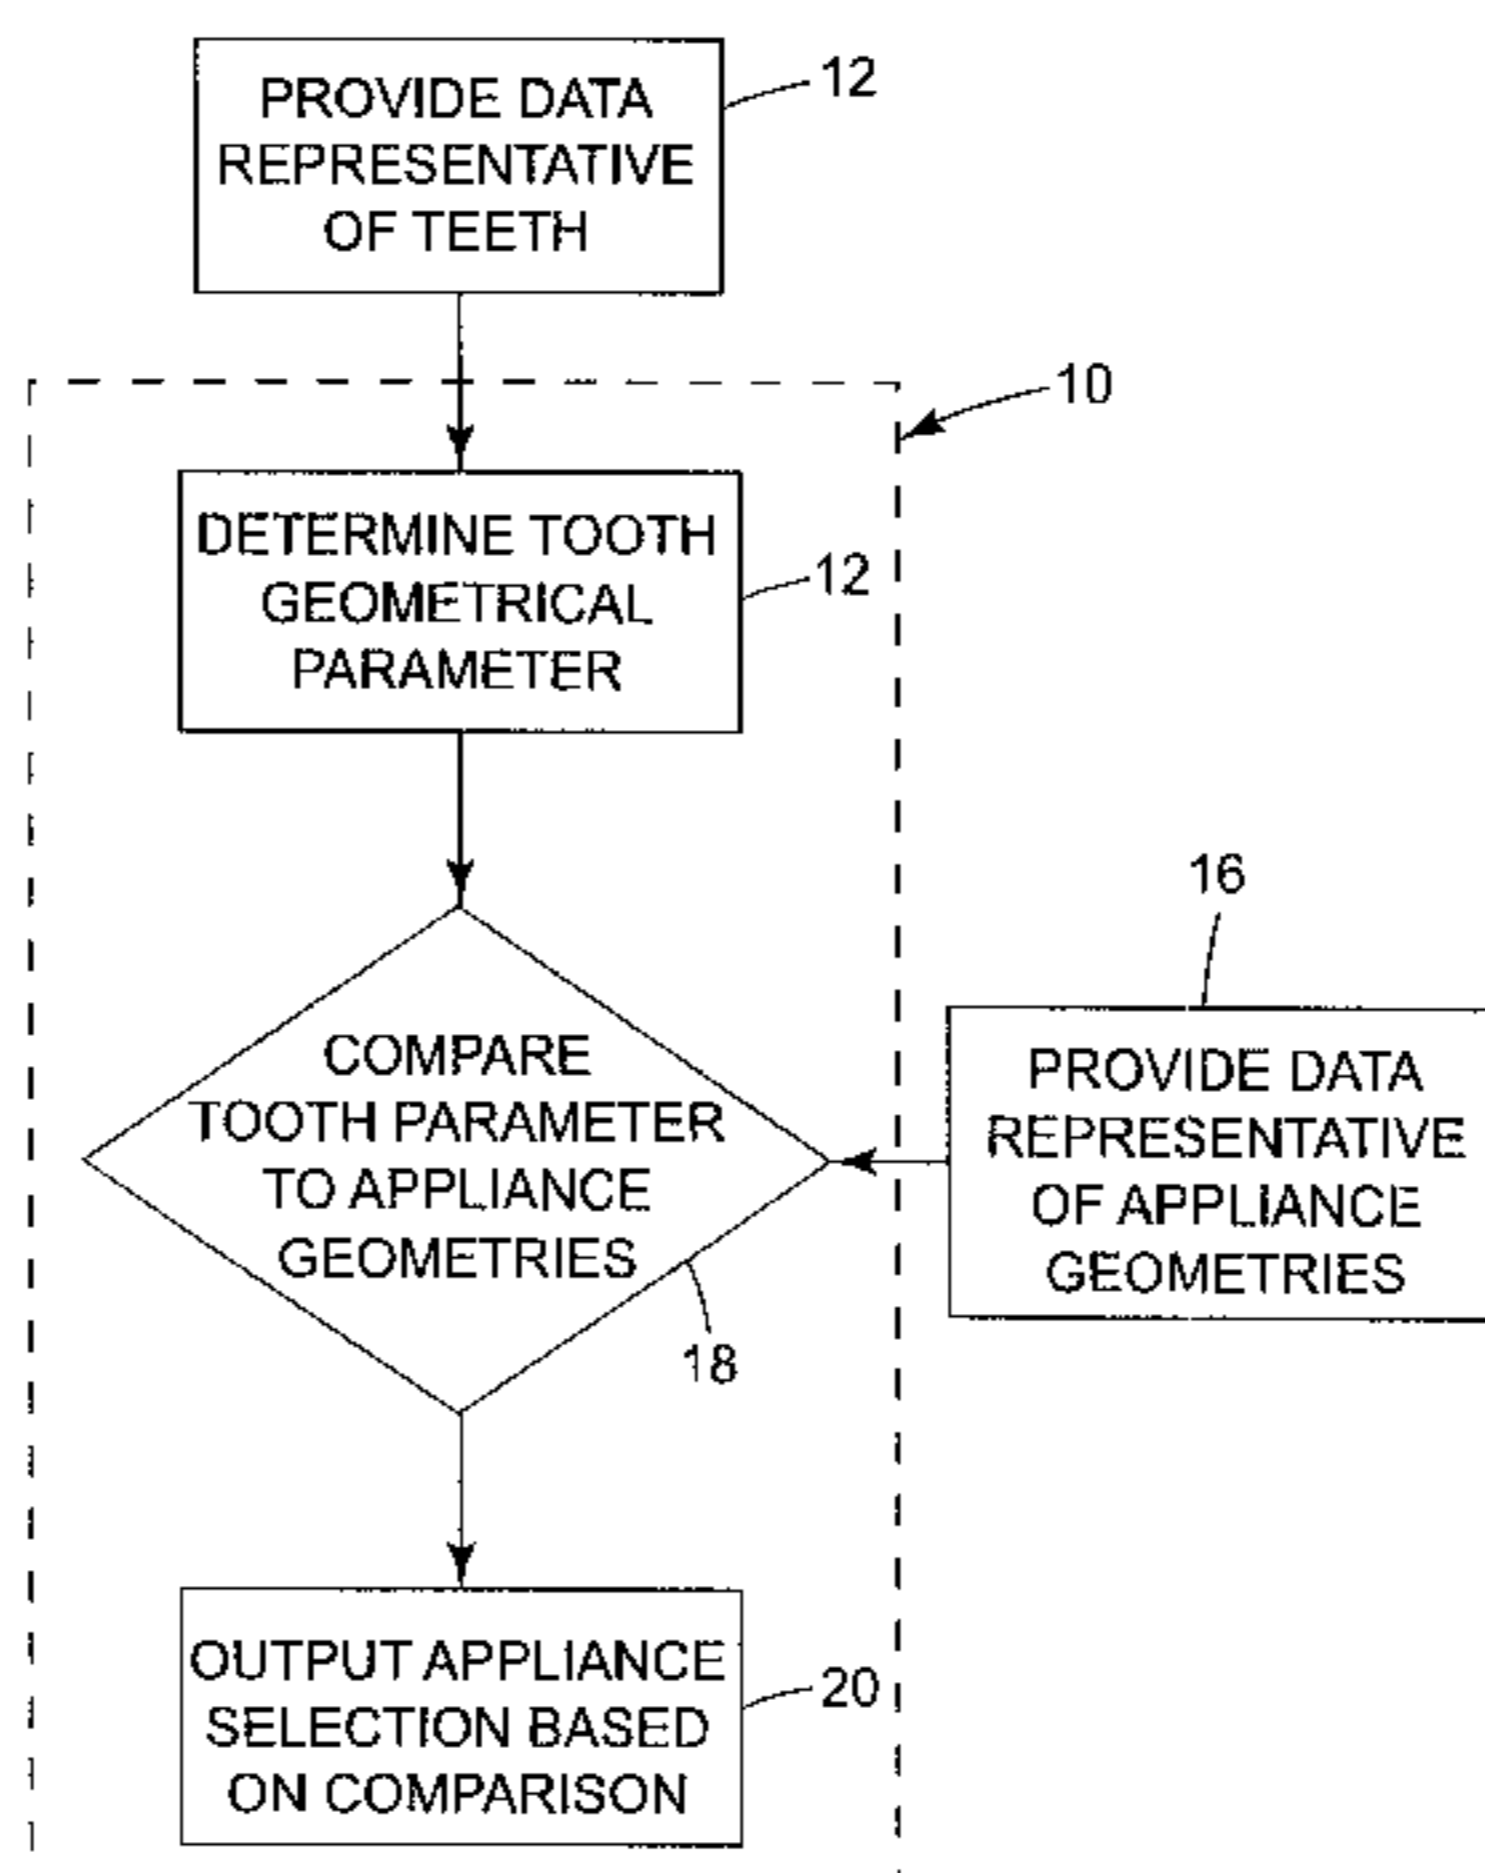 PROVIDE DATA
REPRESENTATIVE
OF TEETH
12
10
DETERMINE TOOTH
GEOMETRICAL
PARAMETER
12
COMPARE
TOOTH PARAMETER
TO APPLIANCE
GEOMETRIES
18
16
PROVIDE DATA
REPRESENTATIVE
OF APPLIANCE
GEOMETRIES
OUTPUT APPLIANCE
SELECTION BASED
ON COMPARISON
20